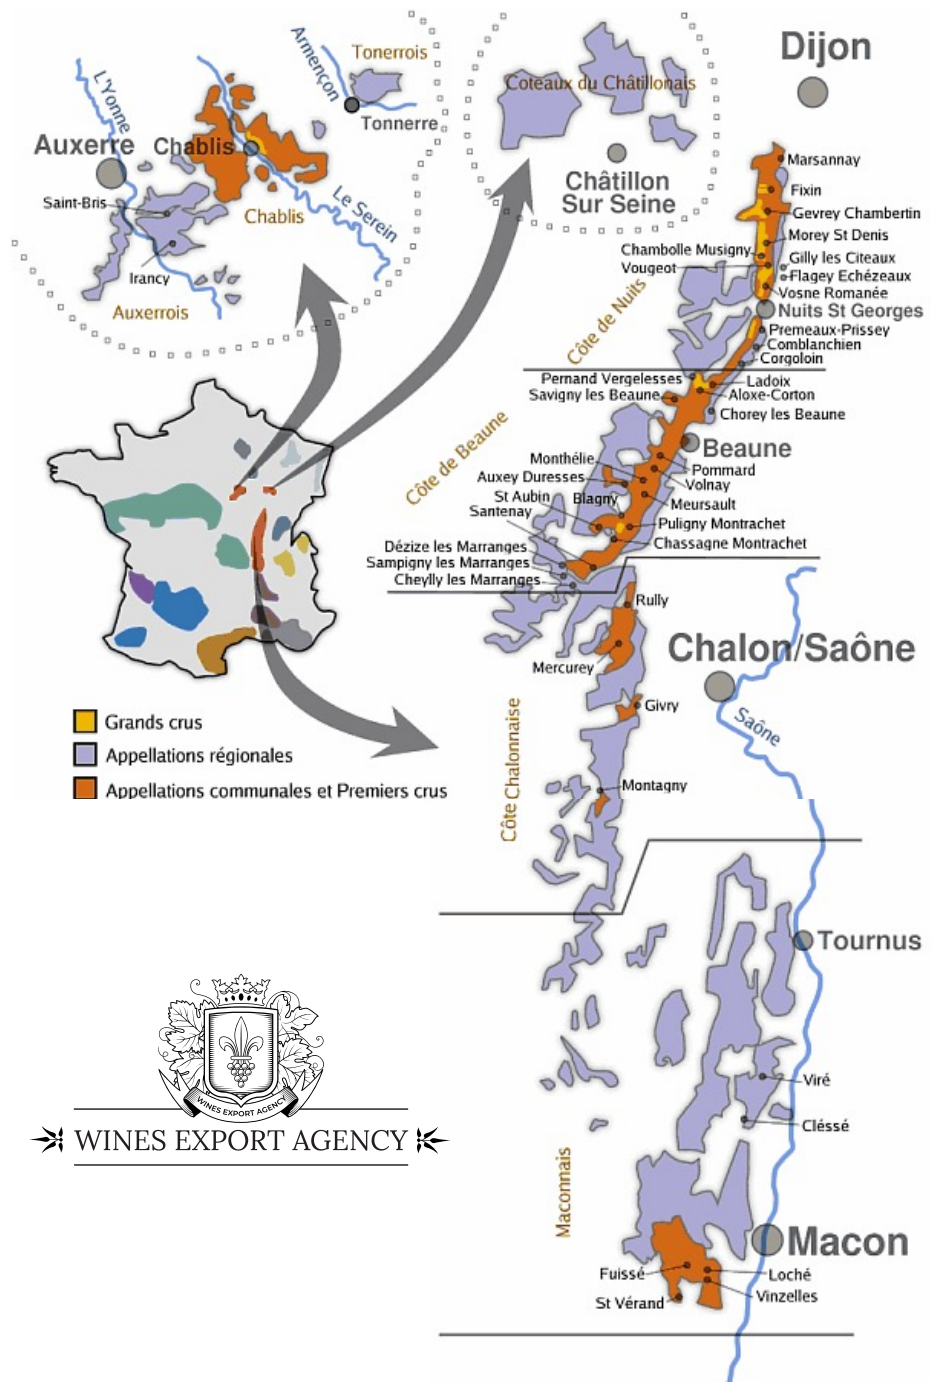 Tonerrois
Armençon
L'Yonne
Tonnerre
Auxerre
Chablis
Saint-Bris
Chablis
Le Serein
Irancy
Auxerrois
Coteaux du Châtillonais
Châtillon
Sur Seine
Dijon
Marsannay
Fixin
Gevrey Chambertin
Morey St Denis
Chambolle Musigny
Gilly les Citeaux
Vougeot
Flagey Echézeaux
Vosne Romanée
Nuits St Georges
Côte de Nuits
Premeaux-Prissey
Comblanchien
Corgoloin
Pernand Vergelesses
Ladoix
Savigny les Beaune
Aloxe-Corton
Chorey les Beaune
Côte de Beaune
Beaune
Monthélie
Pommard
Auxey Duresses
Volnay
St Aubin
Blagny
Meursault
Santenay
Puligny Montrachet
Chassagne Montrachet
Dézize les Marranges
Sampigny les Marranges
Cheylly les Marranges
Rully
Chalon/Saône
Mercurey
Givry
Saône
Côte Chalonnaise
Montagny
Grands crus
Appellations régionales
Appellations communales et Premiers crus
Tournus
Viré
Cléssé
WINES EXPORT AGENCY
WINES EXPORT AGENCY
Maconnais
Macon
Fuissé
Loché
Vinzelles
St Vérand